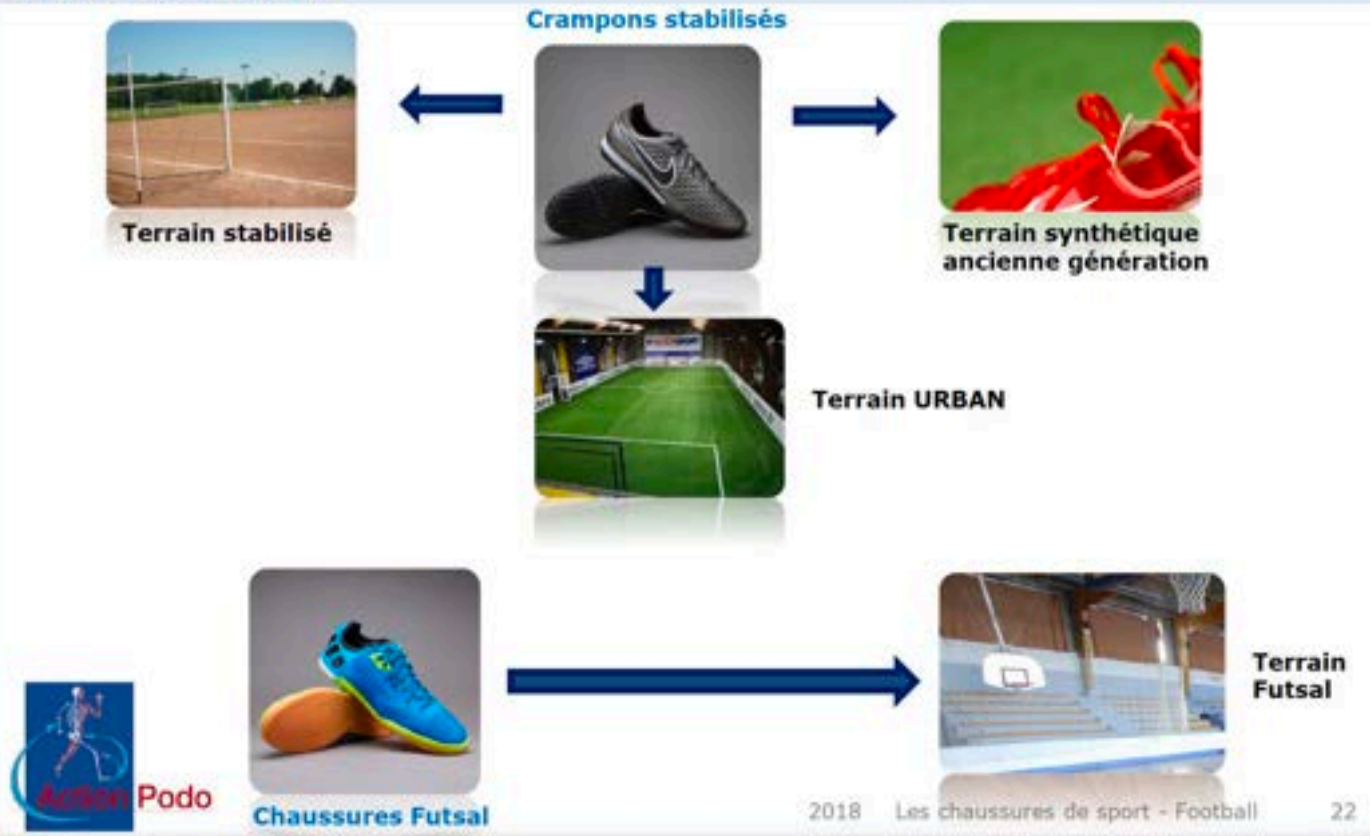 Crampons stabilisés
Terrain stabilisé
Terrain synthétique
ancienne génération
Terrain URBAN
Terrain
Futsal
Chaussures Futsal
Action Podo
2018 Les chaussures de sport - Football 22